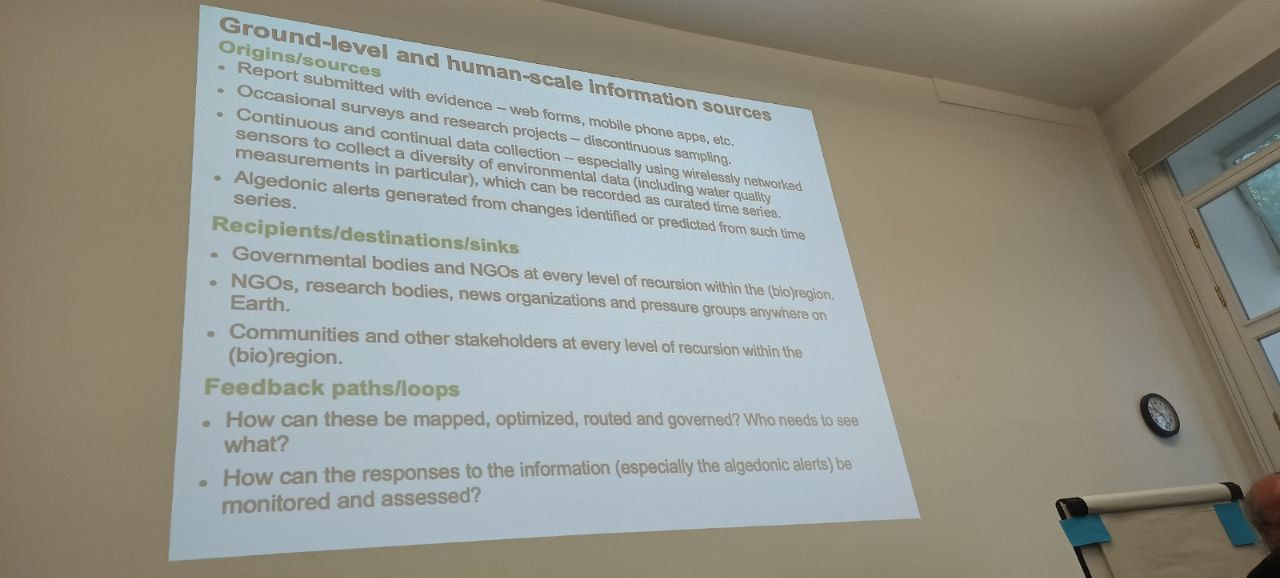 Ground-level and human-scale information sources
Origins/sources
• Report submitted with evidence – web forms, mobile phone apps, etc.
• Occasional surveys and research projects – discontinuous sampling.
• Continuous and continual data collection – especially using wirelessly networked
sensors to collect a diversity of environmental data (including water quality
measurements in particular), which can be recorded as curated time series.
• Algedonic alerts generated from changes identified or predicted from such time
series.
Recipients/destinations/sinks
• Governmental bodies and NGOs at every level of recursion within the (bio)region.
• NGOs, research bodies, news organizations and pressure groups anywhere on
Earth.
• Communities and other stakeholders at every level of recursion within the
(bio)region.
Feedback paths/loops
• How can these be mapped, optimized, routed and governed? Who needs to see
what?
• How can the responses to the information (especially the algedonic alerts) be
monitored and assessed?